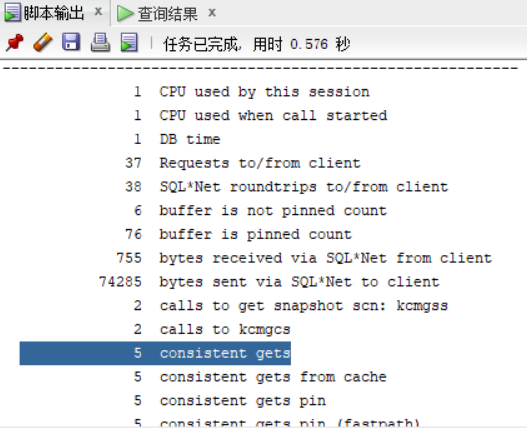 脚本输出 x 查询结果 x
任务已完成, 用时 0.576 秒
1 CPU used by this session
1 CPU used when call started
1 DB time
37 Requests to/from client
38 SQL*Net roundtrips to/from client
6 buffer is not pinned count
76 buffer is pinned count
755 bytes received via SQL*Net from client
74285 bytes sent via SQL*Net to client
2 calls to get snapshot scn: kcmgss
2 calls to kcmgcs
5 consistent gets
5 consistent gets from cache
5 consistent gets pin
5 consistent gets pin (fastpath)